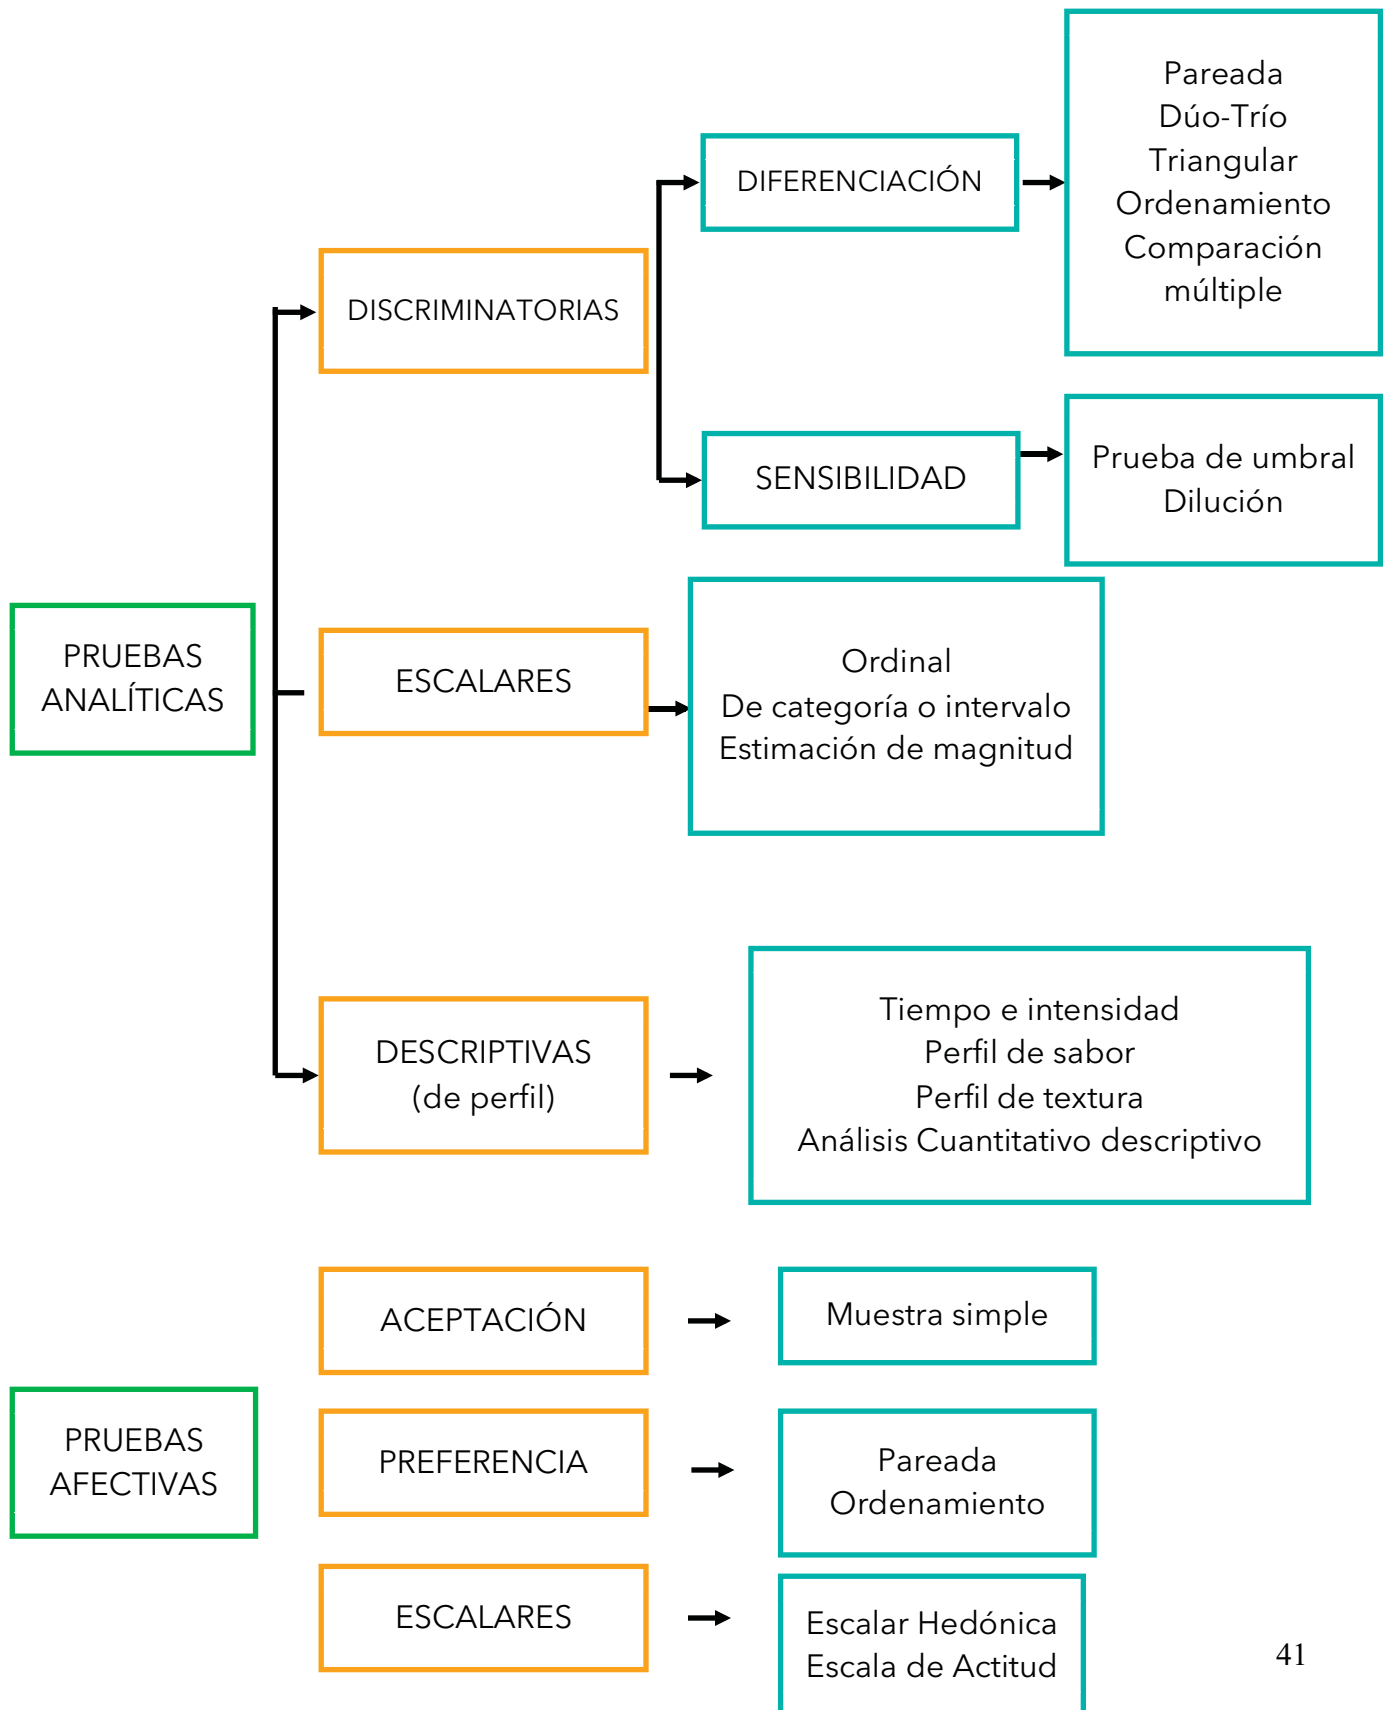 Pareada
Dúo-Trío
Triangular
Ordenamiento
Comparación
múltiple
DIFERENCIACIÓN
DISCRIMINATORIAS
SENSIBILIDAD
Prueba de umbral
Dilución
PRUEBAS
ANALÍTICAS
ESCALARES
Ordinal
De categoría o intervalo
Estimación de magnitud
DESCRIPTIVAS
(de perfil)
Tiempo e intensidad
Perfil de sabor
Perfil de textura
Análisis Cuantitativo descriptivo
ACEPTACIÓN
Muestra simple
PRUEBAS
AFECTIVAS
PREFERENCIA
Pareada
Ordenamiento
ESCALARES
Escalar Hedónica
Escala de Actitud
41